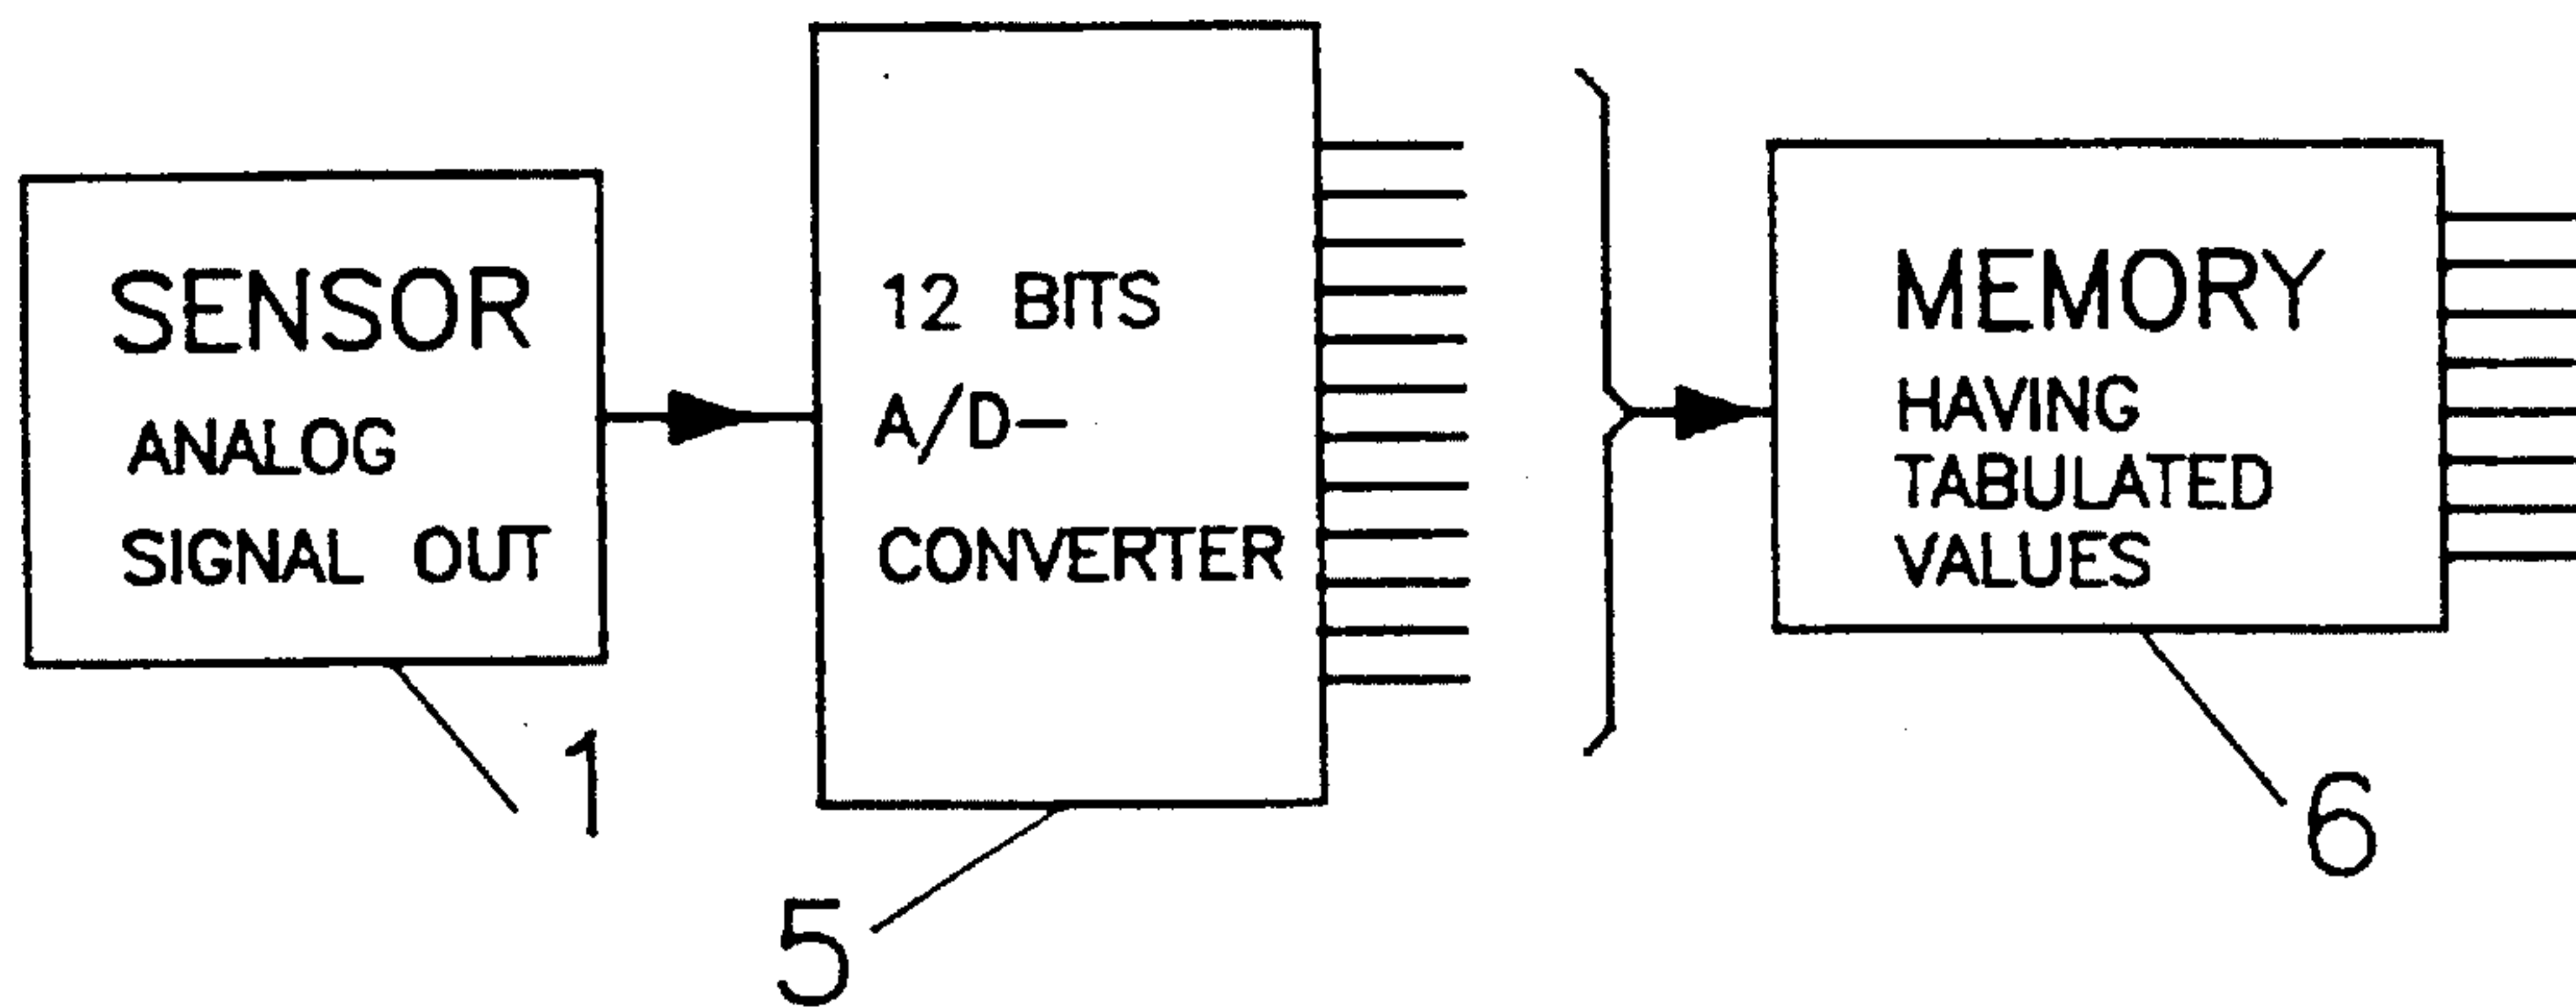 SENSOR
ANALOG
SIGNAL OUT
1
12 BITS
A/D-
CONVERTER
5
MEMORY
HAVING
TABULATED
VALUES
6